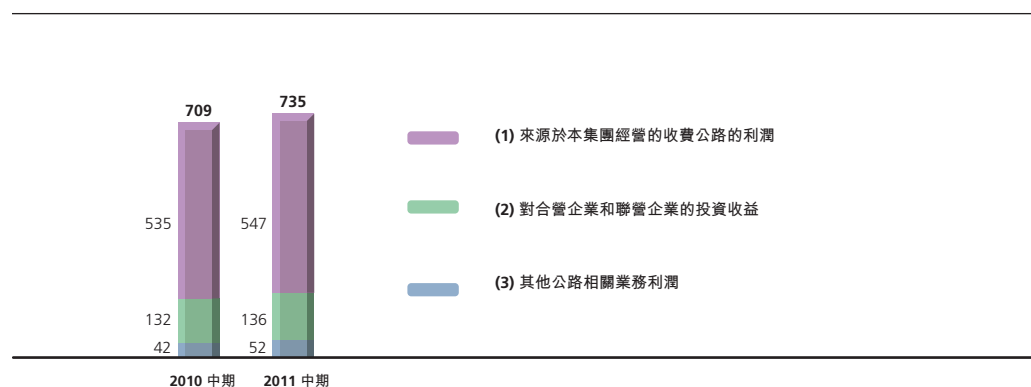 709
735
(1) 來源於本集團經營的收費公路的利潤
(2) 對合營企業和聯營企業的投資收益
535
547
(3) 其他公路相關業務利潤
132
136
42
52
2010 中期
2011 中期